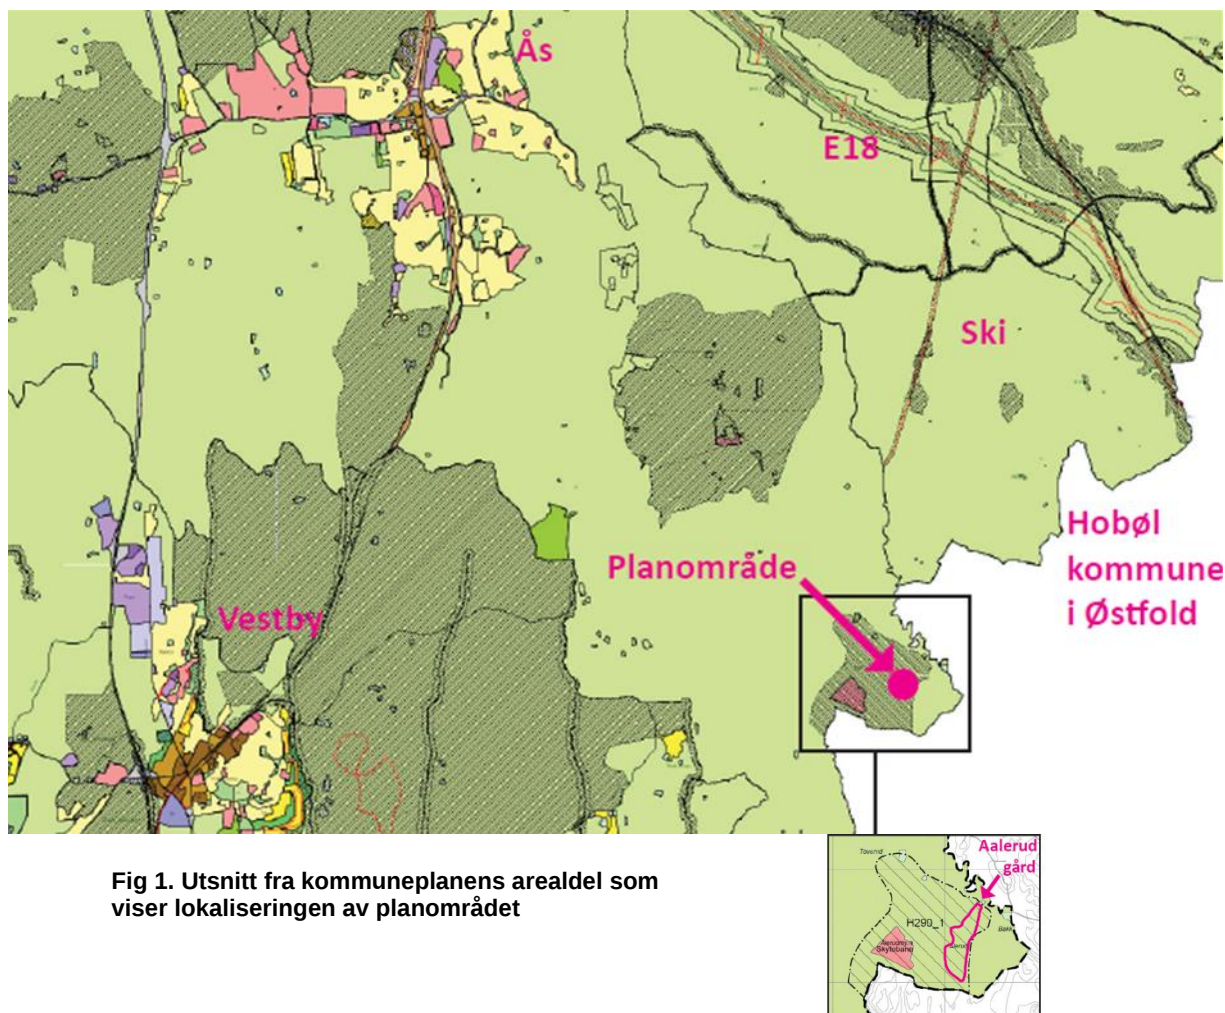 Ås
E18
Ski
Hobøl
kommune
i Østfold
Planområde
Vestby
Fig 1. Utsnitt fra kommuneplanens arealdel som
viser lokaliseringen av planområdet
Aalerud
gård
H290_1
Skytebane